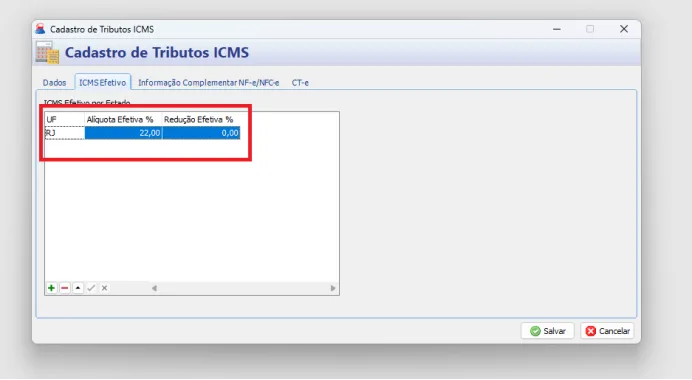 Cadastro de Tributos ICMS
Cadastro de Tributos ICMS
Dados ICMS Efetivo Informação Complementar NF-e/NFC-e CT-e
ICMS Efetivo por Estado
UF Alíquota Efetiva % Redução Efetiva %
RJ 22,00 0,00
Salvar Cancelar